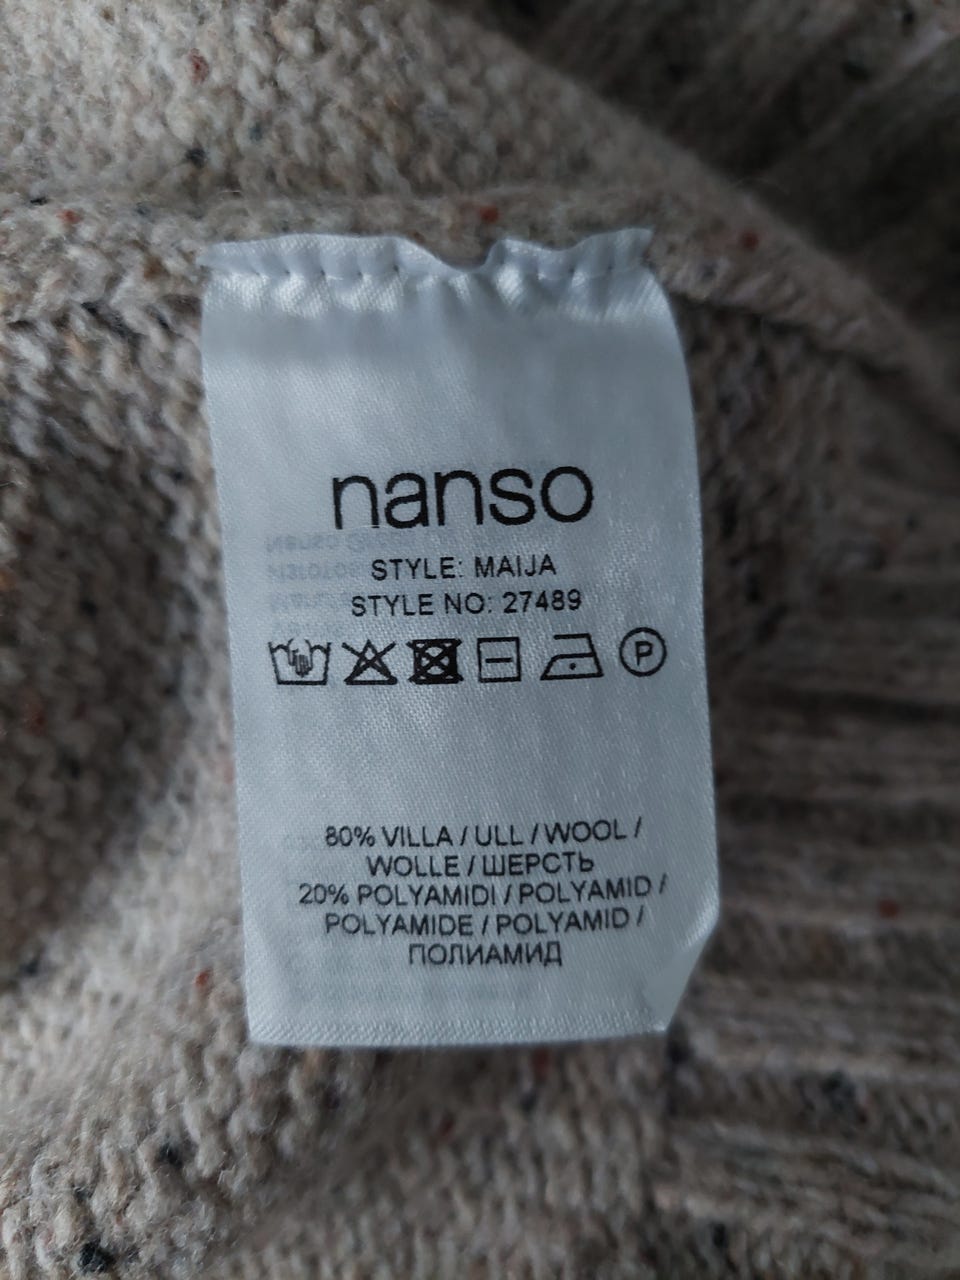 nanso
STYLE: MAIJA
STYLE NO: 27489
P
80% VILLA / ULL / WOOL /
WOLLE / ШЕРСТЬ
20% POLYAMIDI / POLYAMID /
POLYAMIDE / POLYAMID /
ПОЛИАМИД